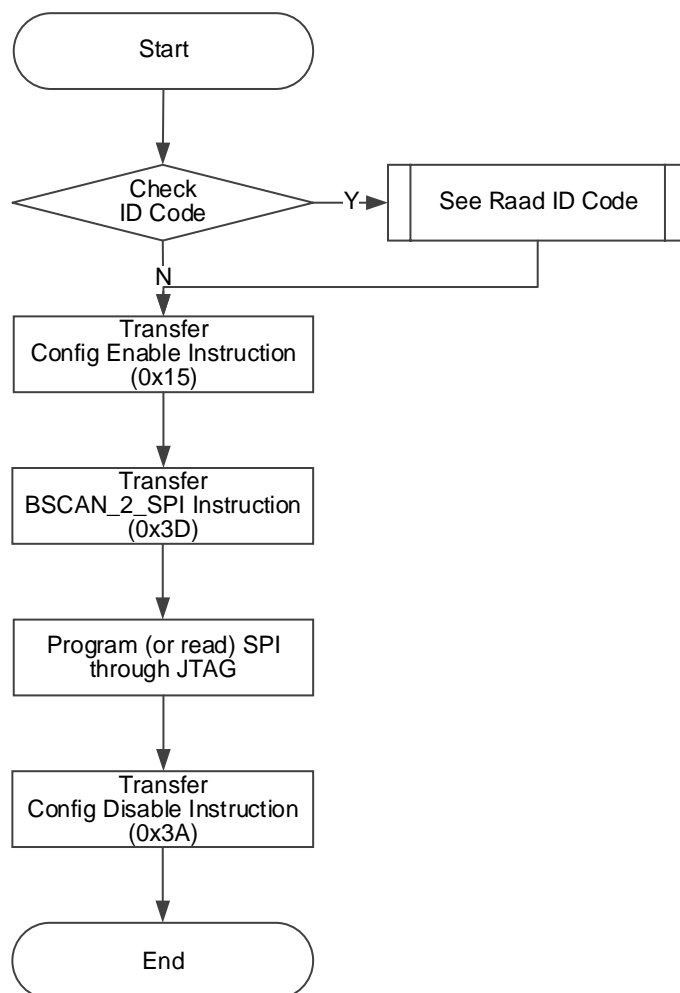 Start
Check
ID Code
Y
See Raad ID Code
N
Transfer
Config Enable Instruction
(0x15)
Transfer
BSCAN_2_SPI Instruction
(0x3D)
Program (or read) SPI
through JTAG
Transfer
Config Disable Instruction
(0x3A)
End